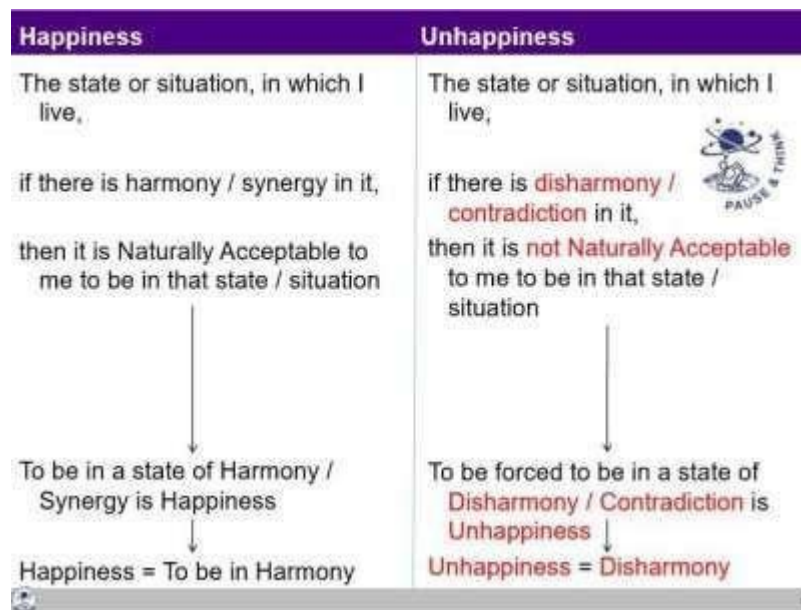 Happiness
The state or situation, in which I
live,
if there is harmony / synergy in it,
then it is Naturally Acceptable to
me to be in that state / situation
To be in a state of Harmony /
Synergy is Happiness
Happiness = To be in Harmony
Unhappiness
The state or situation, in which I
live,
if there is disharmony /
contradiction in it,
then it is not Naturally Acceptable
to me to be in that state /
situation
To be forced to be in a state of
Disharmony / Contradiction is
Unhappiness
Unhappiness = Disharmony
PAUSE & THINK